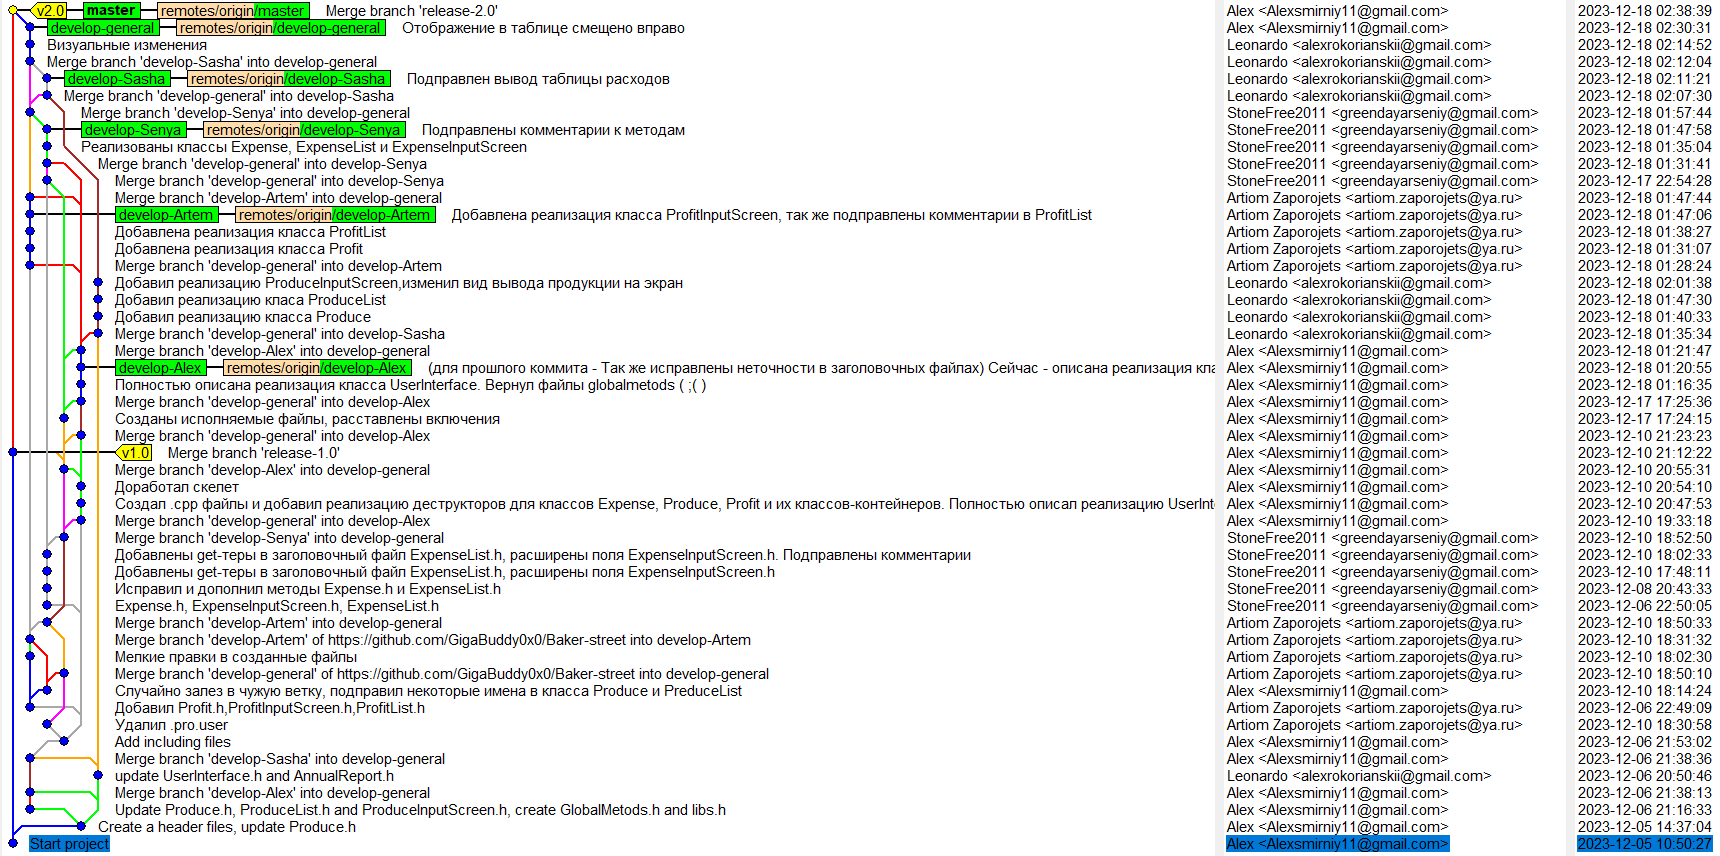 v2.0 master remotes/origin/master Merge branch 'release-2.0' Alex <Alexsmirniy11@gmail.com> 2023-12-18 02:38:39
develop-general remotes/origin/develop-general Отображение в таблице смещено вправо Alex <Alexsmirniy11@gmail.com> 2023-12-18 02:30:31
Визуальные изменения Leonardo <alexrokorianskii@gmail.com> 2023-12-18 02:14:52
Merge branch 'develop-Sasha' into develop-general Leonardo <alexrokorianskii@gmail.com> 2023-12-18 02:12:04
develop-Sasha remotes/origin/develop-Sasha Подправлен вывод таблицы расходов Leonardo <alexrokorianskii@gmail.com> 2023-12-18 02:11:21
Merge branch 'develop-general' into develop-Sasha Leonardo <alexrokorianskii@gmail.com> 2023-12-18 02:07:30
Merge branch 'develop-Senya' into develop-general StoneFree2011 <greendayarseniy@gmail.com> 2023-12-18 01:57:44
develop-Senya remotes/origin/develop-Senya Подправлены комментарии к методам StoneFree2011 <greendayarseniy@gmail.com> 2023-12-18 01:47:58
Реализованы классы Expense, ExpenseList и ExpenseInputScreen StoneFree2011 <greendayarseniy@gmail.com> 2023-12-18 01:35:04
Merge branch 'develop-general' into develop-Senya StoneFree2011 <greendayarseniy@gmail.com> 2023-12-18 01:31:41
Merge branch 'develop-general' into develop-Senya StoneFree2011 <greendayarseniy@gmail.com> 2023-12-17 22:54:28
Merge branch 'develop-Artem' into develop-general Artiom Zaporojets <artiom.zaporojets@ya.ru> 2023-12-18 01:47:44
develop-Artem remotes/origin/develop-Artem Добавлена реализация класса ProfitInputScreen, так же подправлены комментарии в ProfitList Artiom Zaporojets <artiom.zaporojets@ya.ru> 2023-12-18 01:47:06
Добавлена реализация класса ProfitList Artiom Zaporojets <artiom.zaporojets@ya.ru> 2023-12-18 01:38:27
Добавлена реализация класса Profit Artiom Zaporojets <artiom.zaporojets@ya.ru> 2023-12-18 01:31:07
Merge branch 'develop-general' into develop-Artem Artiom Zaporojets <artiom.zaporojets@ya.ru> 2023-12-18 01:28:24
Добавил реализацию ProduceInputScreen,изменил вид вывода продукции на экран Leonardo <alexrokorianskii@gmail.com> 2023-12-18 02:01:38
Добавил реализацию класа ProduceList Leonardo <alexrokorianskii@gmail.com> 2023-12-18 01:47:30
Добавил реализацию класса Produce Leonardo <alexrokorianskii@gmail.com> 2023-12-18 01:40:33
Merge branch 'develop-general' into develop-Sasha Leonardo <alexrokorianskii@gmail.com> 2023-12-18 01:35:34
Merge branch 'develop-Alex' into develop-general Alex <Alexsmirniy11@gmail.com> 2023-12-18 01:21:47
develop-Alex remotes/origin/develop-Alex (для прошлого коммита - Так же исправлены неточности в заголовочных файлах) Сейчас - описана реализация кла Alex <Alexsmirniy11@gmail.com> 2023-12-18 01:20:55
Полностью описана реализация класса UserInterface. Вернул файлы globalmetods ( ;( ) Alex <Alexsmirniy11@gmail.com> 2023-12-18 01:16:35
Merge branch 'develop-general' into develop-Alex Alex <Alexsmirniy11@gmail.com> 2023-12-17 17:25:36
Созданы исполняемые файлы, расставлены включения Alex <Alexsmirniy11@gmail.com> 2023-12-17 17:24:15
Merge branch 'develop-general' into develop-Alex Alex <Alexsmirniy11@gmail.com> 2023-12-10 21:23:23
v1.0 Merge branch 'release-1.0' Alex <Alexsmirniy11@gmail.com> 2023-12-10 21:12:22
Merge branch 'develop-Alex' into develop-general Alex <Alexsmirniy11@gmail.com> 2023-12-10 20:55:31
Доработал скелет Alex <Alexsmirniy11@gmail.com> 2023-12-10 20:54:10
Создал .cpp файлы и добавил реализацию деструкторов для классов Expense, Produce, Profit и их классов-контейнеров. Полностью описал реализацию UserInt Alex <Alexsmirniy11@gmail.com> 2023-12-10 20:47:53
Merge branch 'develop-general' into develop-Alex Alex <Alexsmirniy11@gmail.com> 2023-12-10 19:33:18
Merge branch 'develop-Senya' into develop-general StoneFree2011 <greendayarseniy@gmail.com> 2023-12-10 18:52:50
Добавлены get-теры в заголовочный файл ExpenseList.h, расширены поля ExpenseInputScreen.h. Подправлены комментарии StoneFree2011 <greendayarseniy@gmail.com> 2023-12-10 18:02:33
Добавлены get-теры в заголовочный файл ExpenseList.h, расширены поля ExpenseInputScreen.h StoneFree2011 <greendayarseniy@gmail.com> 2023-12-10 17:48:11
Исправил и дополнил методы Expense.h и ExpenseList.h StoneFree2011 <greendayarseniy@gmail.com> 2023-12-08 20:43:33
Expense.h, ExpenseInputScreen.h, ExpenseList.h StoneFree2011 <greendayarseniy@gmail.com> 2023-12-06 22:50:05
Merge branch 'develop-Artem' into develop-general Artiom Zaporojets <artiom.zaporojets@ya.ru> 2023-12-10 18:50:33
Merge branch 'develop-Artem' of https://github.com/GigaBuddy0x0/Baker-street into develop-Artem Artiom Zaporojets <artiom.zaporojets@ya.ru> 2023-12-10 18:31:32
Мелкие правки в созданные файлы Artiom Zaporojets <artiom.zaporojets@ya.ru> 2023-12-10 18:02:30
Merge branch 'develop-general' of https://github.com/GigaBuddy0x0/Baker-street into develop-general Artiom Zaporojets <artiom.zaporojets@ya.ru> 2023-12-10 18:50:10
Случайно залез в чужую ветку, подправил некоторые имена в класса Produce и PreduceList Alex <Alexsmirniy11@gmail.com> 2023-12-10 18:14:24
Добавил Profit.h,ProfitInputScreen.h,ProfitList.h Artiom Zaporojets <artiom.zaporojets@ya.ru> 2023-12-06 22:49:09
Удалил .pro.user Artiom Zaporojets <artiom.zaporojets@ya.ru> 2023-12-10 18:30:58
Add including files Alex <Alexsmirniy11@gmail.com> 2023-12-06 21:53:02
Merge branch 'develop-Sasha' into develop-general Alex <Alexsmirniy11@gmail.com> 2023-12-06 21:38:36
update UserInterface.h and AnnualReport.h Leonardo <alexrokorianskii@gmail.com> 2023-12-06 20:50:46
Merge branch 'develop-Alex' into develop-general Alex <Alexsmirniy11@gmail.com> 2023-12-06 21:38:13
Update Produce.h, ProduceList.h and ProduceInputScreen.h, create GlobalMetods.h and libs.h Alex <Alexsmirniy11@gmail.com> 2023-12-06 21:16:33
Create a header files, update Produce.h Alex <Alexsmirniy11@gmail.com> 2023-12-05 14:37:04
Start project Alex <Alexsmirniy11@gmail.com> 2023-12-05 10:50:27